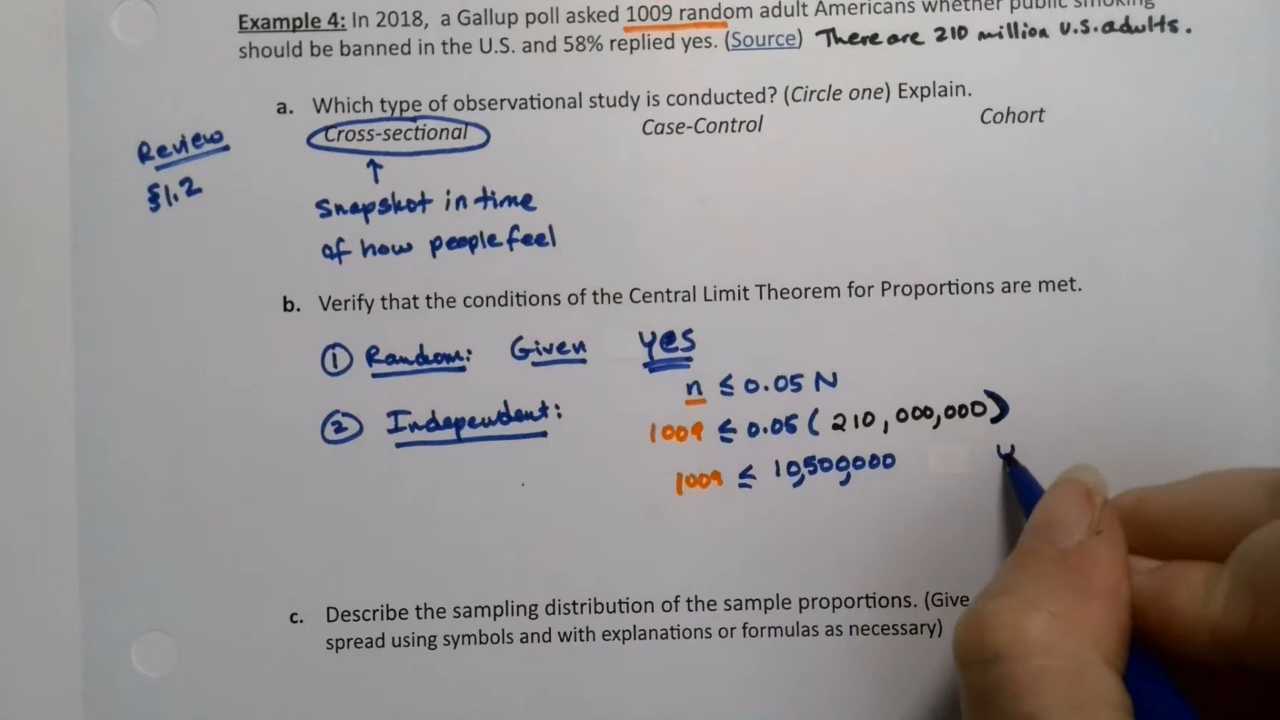 Example 4: In 2018, a Gallup poll asked 1009 random adult Americans whether public smoking
should be banned in the U.S. and 58% replied yes. (Source) There are 210 million U.S. adults.
a. Which type of observational study is conducted? (Circle one) Explain.
Cross-sectional Case-Control Cohort
Review
§1.2
Snapshot in time
of how people feel
b. Verify that the conditions of the Central Limit Theorem for Proportions are met.
① Random: Given yes
n ≤ 0.05 N
② Independent:
1009 ≤ 0.05 (210,000,000)
1009 ≤ 10,500,000
c. Describe the sampling distribution of the sample proportions. (Give
spread using symbols and with explanations or formulas as necessary)